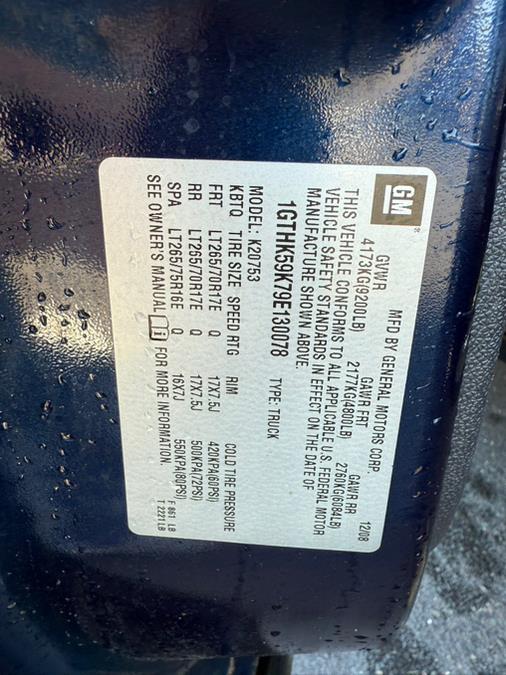 GM
MFD BY GENERAL MOTORS CORP. 12/08
GVWR GAWR FRT GAWR RR
4173KG(9200LB) 2177KG(4800LB) 2760KG(6084LB)
THIS VEHICLE CONFORMS TO ALL APPLICABLE U.S. FEDERAL MOTOR
VEHICLE SAFETY STANDARDS IN EFFECT ON THE DATE OF
MANUFACTURE SHOWN ABOVE.
1GTHK59K79E130078 TYPE: TRUCK
MODEL: K20753
KBTQ TIRE SIZE SPEED RTG RIM COLD TIRE PRESSURE
FRT LT265/70R17E Q 17X7.5J 420KPA(60PSI)
RR LT265/70R17E Q 17X7.5J 500KPA(72PSI)
SPA LT265/75R16E Q 16X7J 550KPA(80PSI)
SEE OWNER'S MANUAL i FOR MORE INFORMATION.
F 861 LB
T 2221 LB